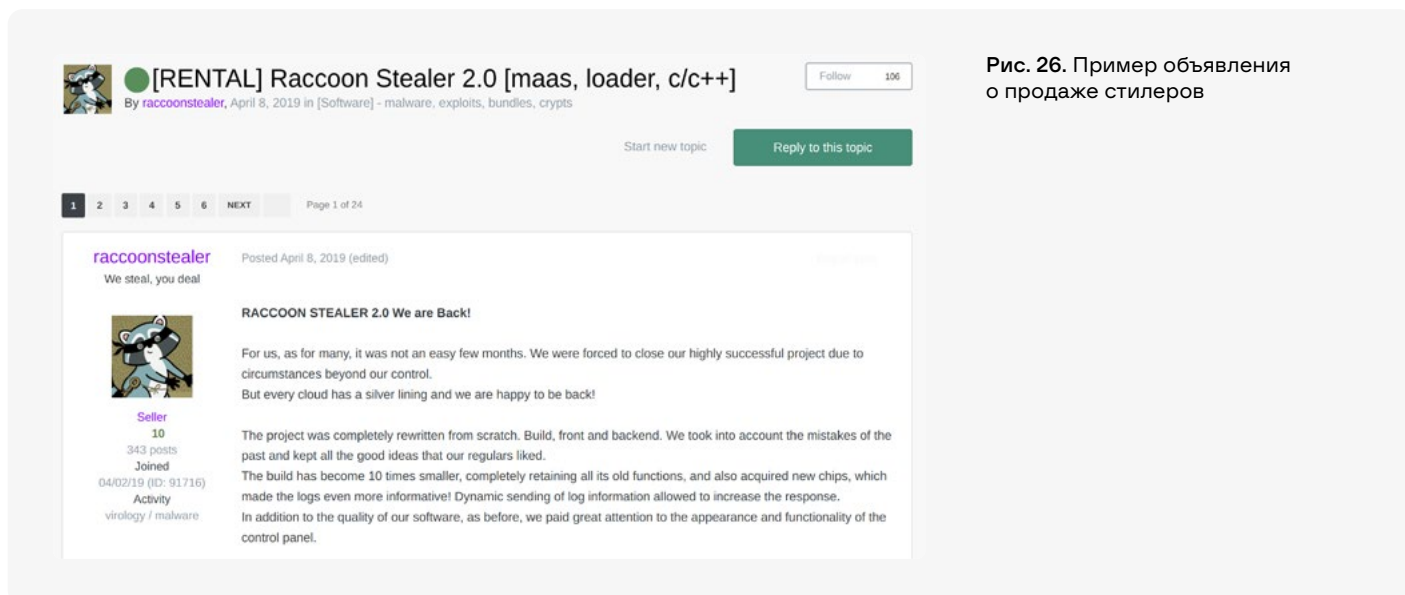 [RENTAL] Raccoon Stealer 2.0 [maas, loader, c/c++]
By raccoonstealer, April 8, 2019 in [Software] - malware, exploits, bundles, crypts
Follow 106
Start new topic
Reply to this topic
1 2 3 4 5 6 NEXT Page 1 of 24
raccoonstealer
We steal, you deal
Seller
10
343 posts
Joined
04/02/19 (ID: 91716)
Activity
virology / malware
Posted April 8, 2019 (edited)
RACCOON STEALER 2.0 We are Back!
For us, as for many, it was not an easy few months. We were forced to close our highly successful project due to
circumstances beyond our control.
But every cloud has a silver lining and we are happy to be back!
The project was completely rewritten from scratch. Build, front and backend. We took into account the mistakes of the
past and kept all the good ideas that our regulars liked.
The build has become 10 times smaller, completely retaining all its old functions, and also acquired new chips, which
made the logs even more informative! Dynamic sending of log information allowed to increase the response.
In addition to the quality of our software, as before, we paid great attention to the appearance and functionality of the
control panel.
Рис. 26. Пример объявления
о продаже стилеров